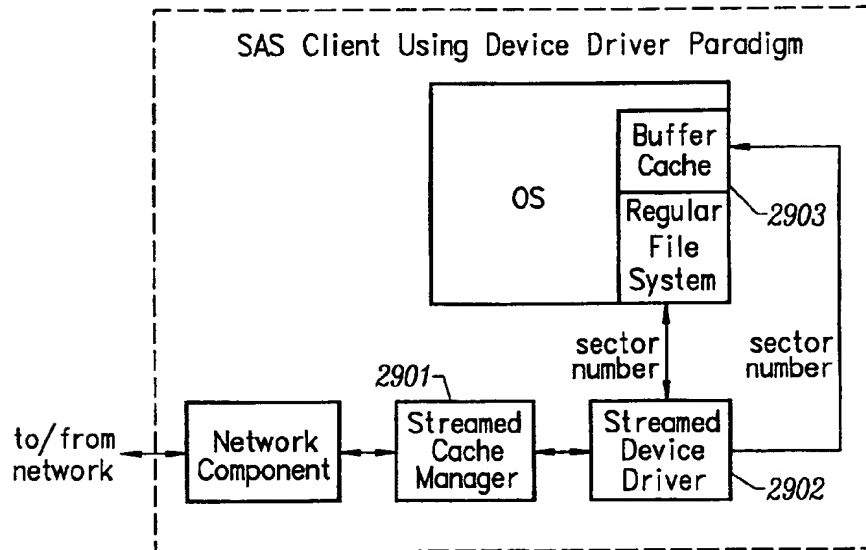 SAS Client Using Device Driver Paradigm
OS
Buffer
Cache
2903
Regular
File
System
sector
number
sector
number
2901
to/from
network
Network
Component
Streamed
Cache
Manager
Streamed
Device
Driver
2902